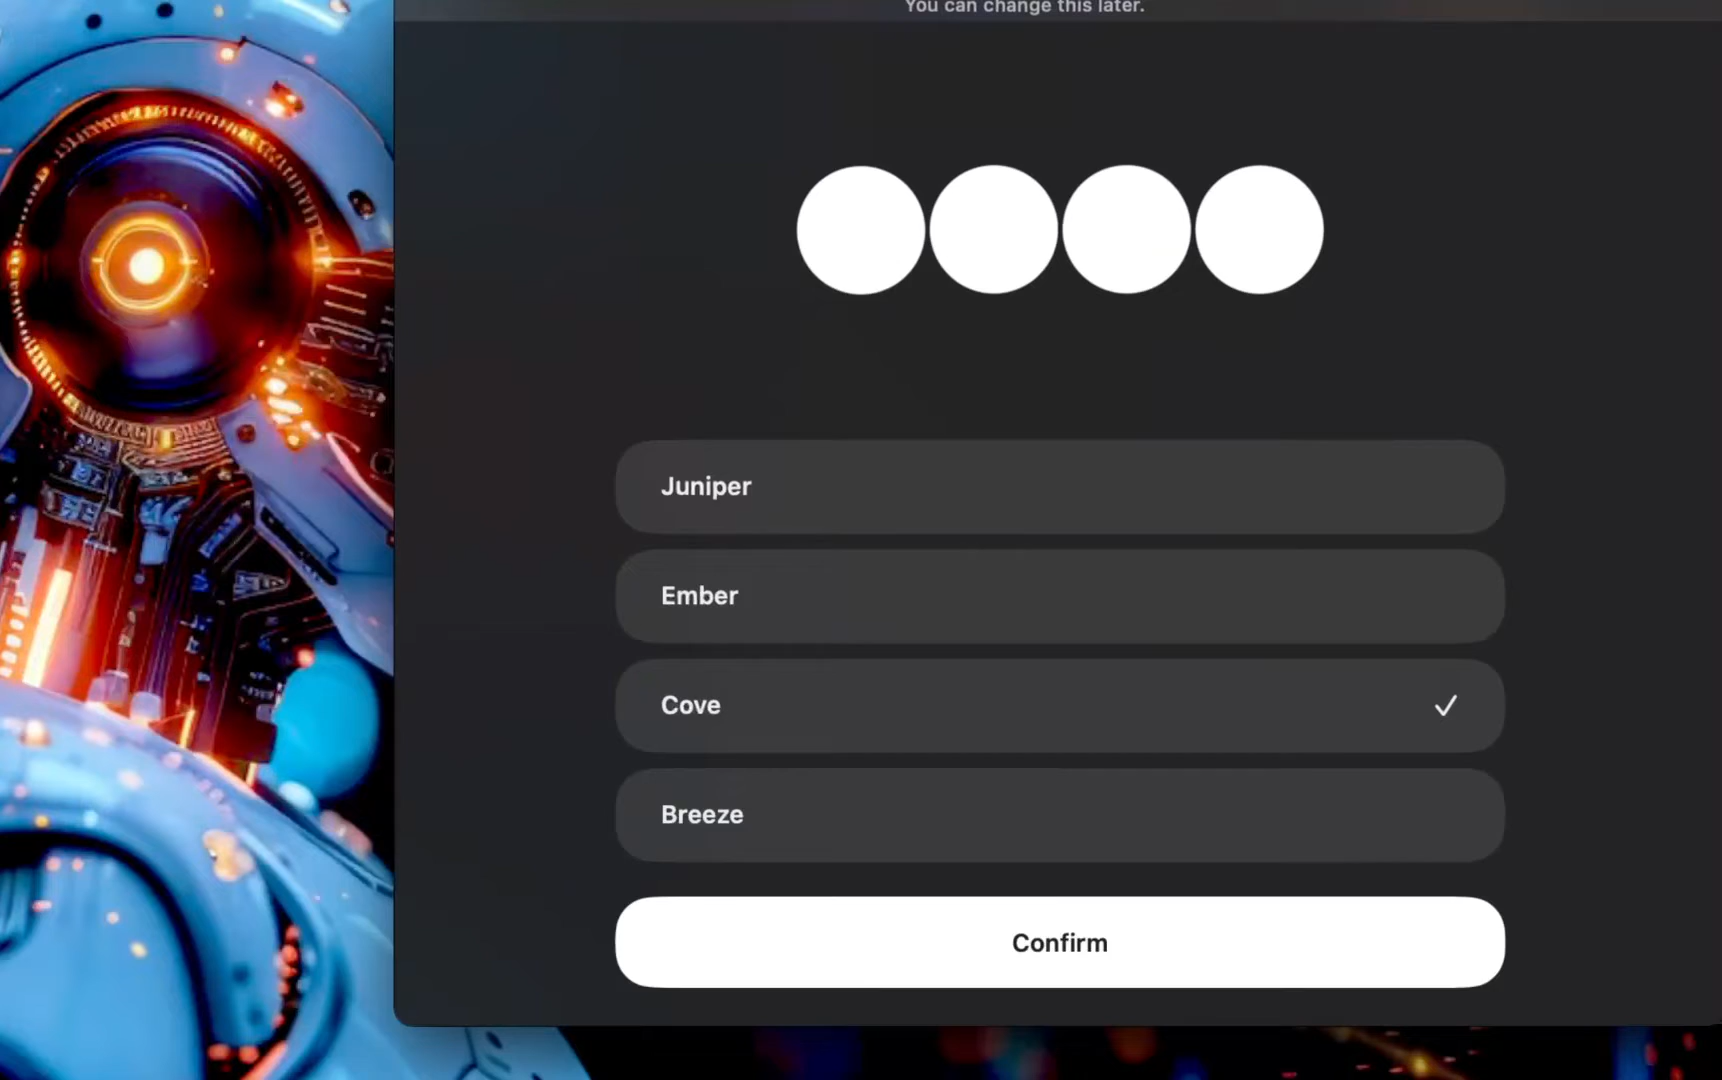 You can change this later.
Juniper
Ember
Cove
Breeze
Confirm